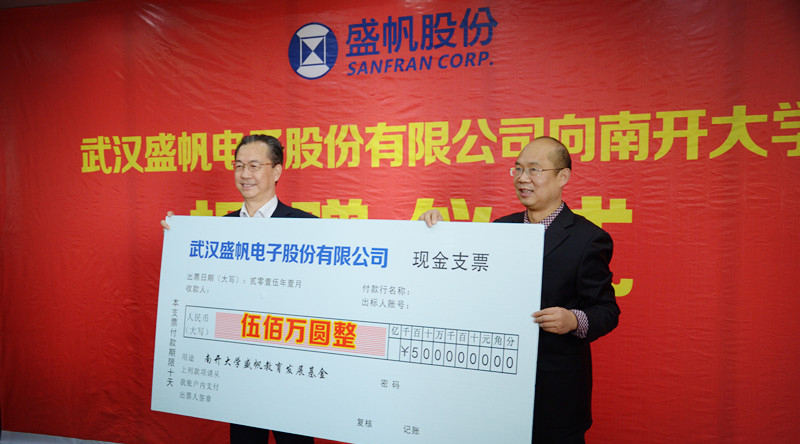 盛帆股份
SANFRAN CORP.
武汉盛帆电子股份有限公司向南开大学
捐赠仪式
武汉盛帆电子股份有限公司 现金支票
出票日期（大写）：贰零壹伍年壹月
付款行名称：
收款人：
出标人账号：
人民币
（大写）
伍佰万圆整
亿千百十万千百十元角分
¥500000000
用途 南开大学盛帆教育发展基金
上列款项请从
我账户内支付
出票人签章
密码
复核 记账
本支票付款期限十天